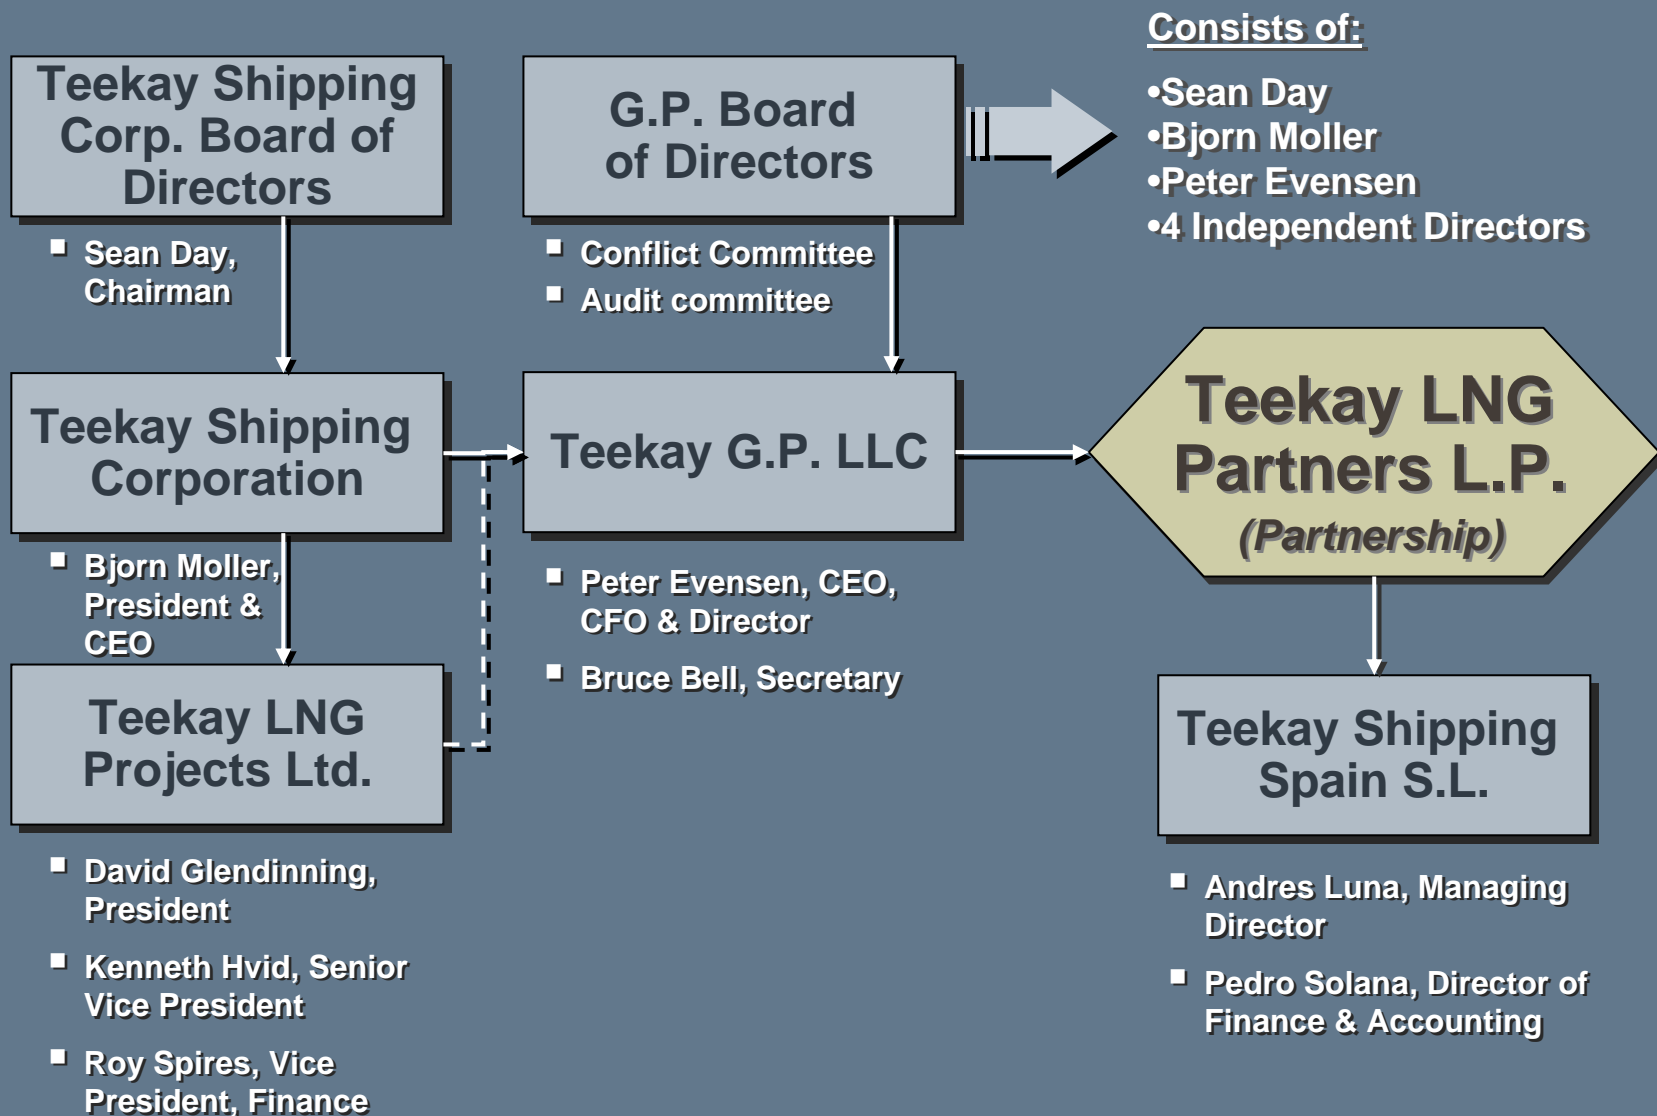 Teekay Shipping
Corp. Board of
Directors
▪ Sean Day,
Chairman
Teekay Shipping
Corporation
▪ Bjorn Moller,
President &
CEO
Teekay LNG
Projects Ltd.
▪ David Glendinning,
President
▪ Kenneth Hvid, Senior
Vice President
▪ Roy Spires, Vice
President, Finance
G.P. Board
of Directors
▪ Conflict Committee
▪ Audit committee
Teekay G.P. LLC
▪ Peter Evensen, CEO,
CFO & Director
▪ Bruce Bell, Secretary
Consists of:
•Sean Day
•Bjorn Moller
•Peter Evensen
•4 Independent Directors
Teekay LNG
Partners L.P.
(Partnership)
Teekay Shipping
Spain S.L.
▪ Andres Luna, Managing
Director
▪ Pedro Solana, Director of
Finance & Accounting